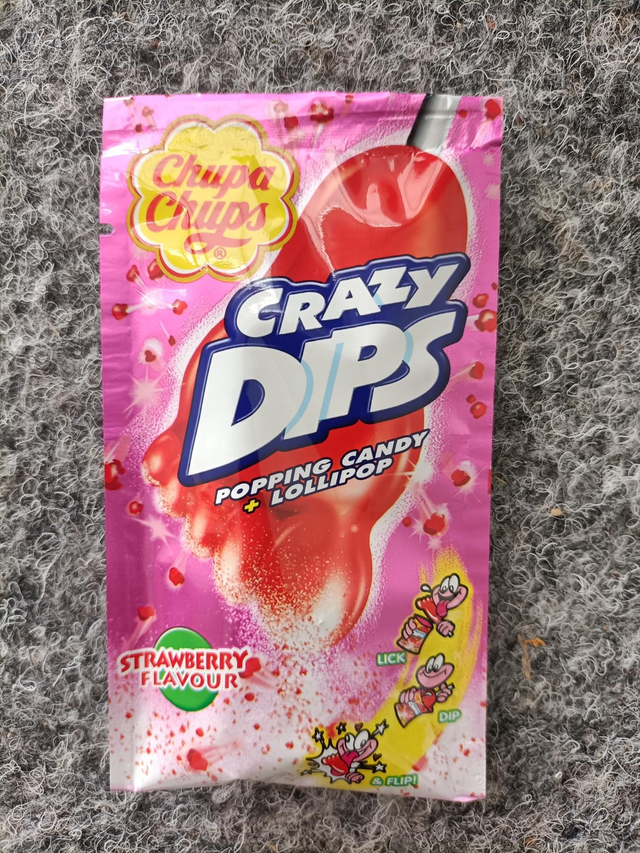 Chupa
Chups
®
CRAZY
DIPS
POPPING CANDY
+ LOLLIPOP
STRAWBERRY
FLAVOUR
LICK
DIP
& FLIP!